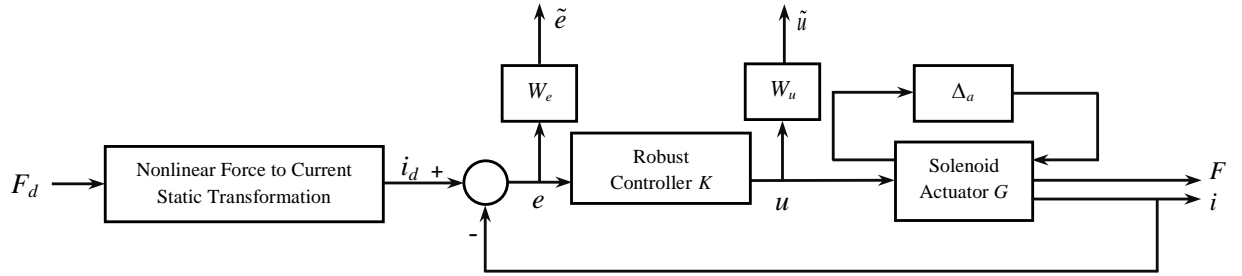 ẽ
ũ
W_e
W_u
Δ_a
F_d
Nonlinear Force to Current
Static Transformation
i_d
+
-
e
Robust
Controller K
u
Solenoid
Actuator G
F
i